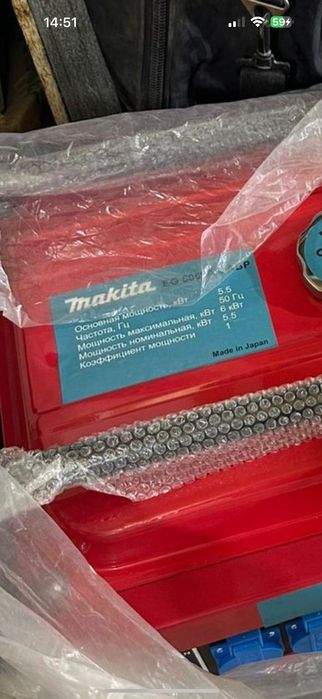 14:51
59
makita
Основная мощность, кВт 5.5
Частота, Гц 50 Гц
Мощность максимальная, кВт 6 кВт
Мощность номинальная, кВт 5.5
Коэффициент мощности 1
Made in Japan